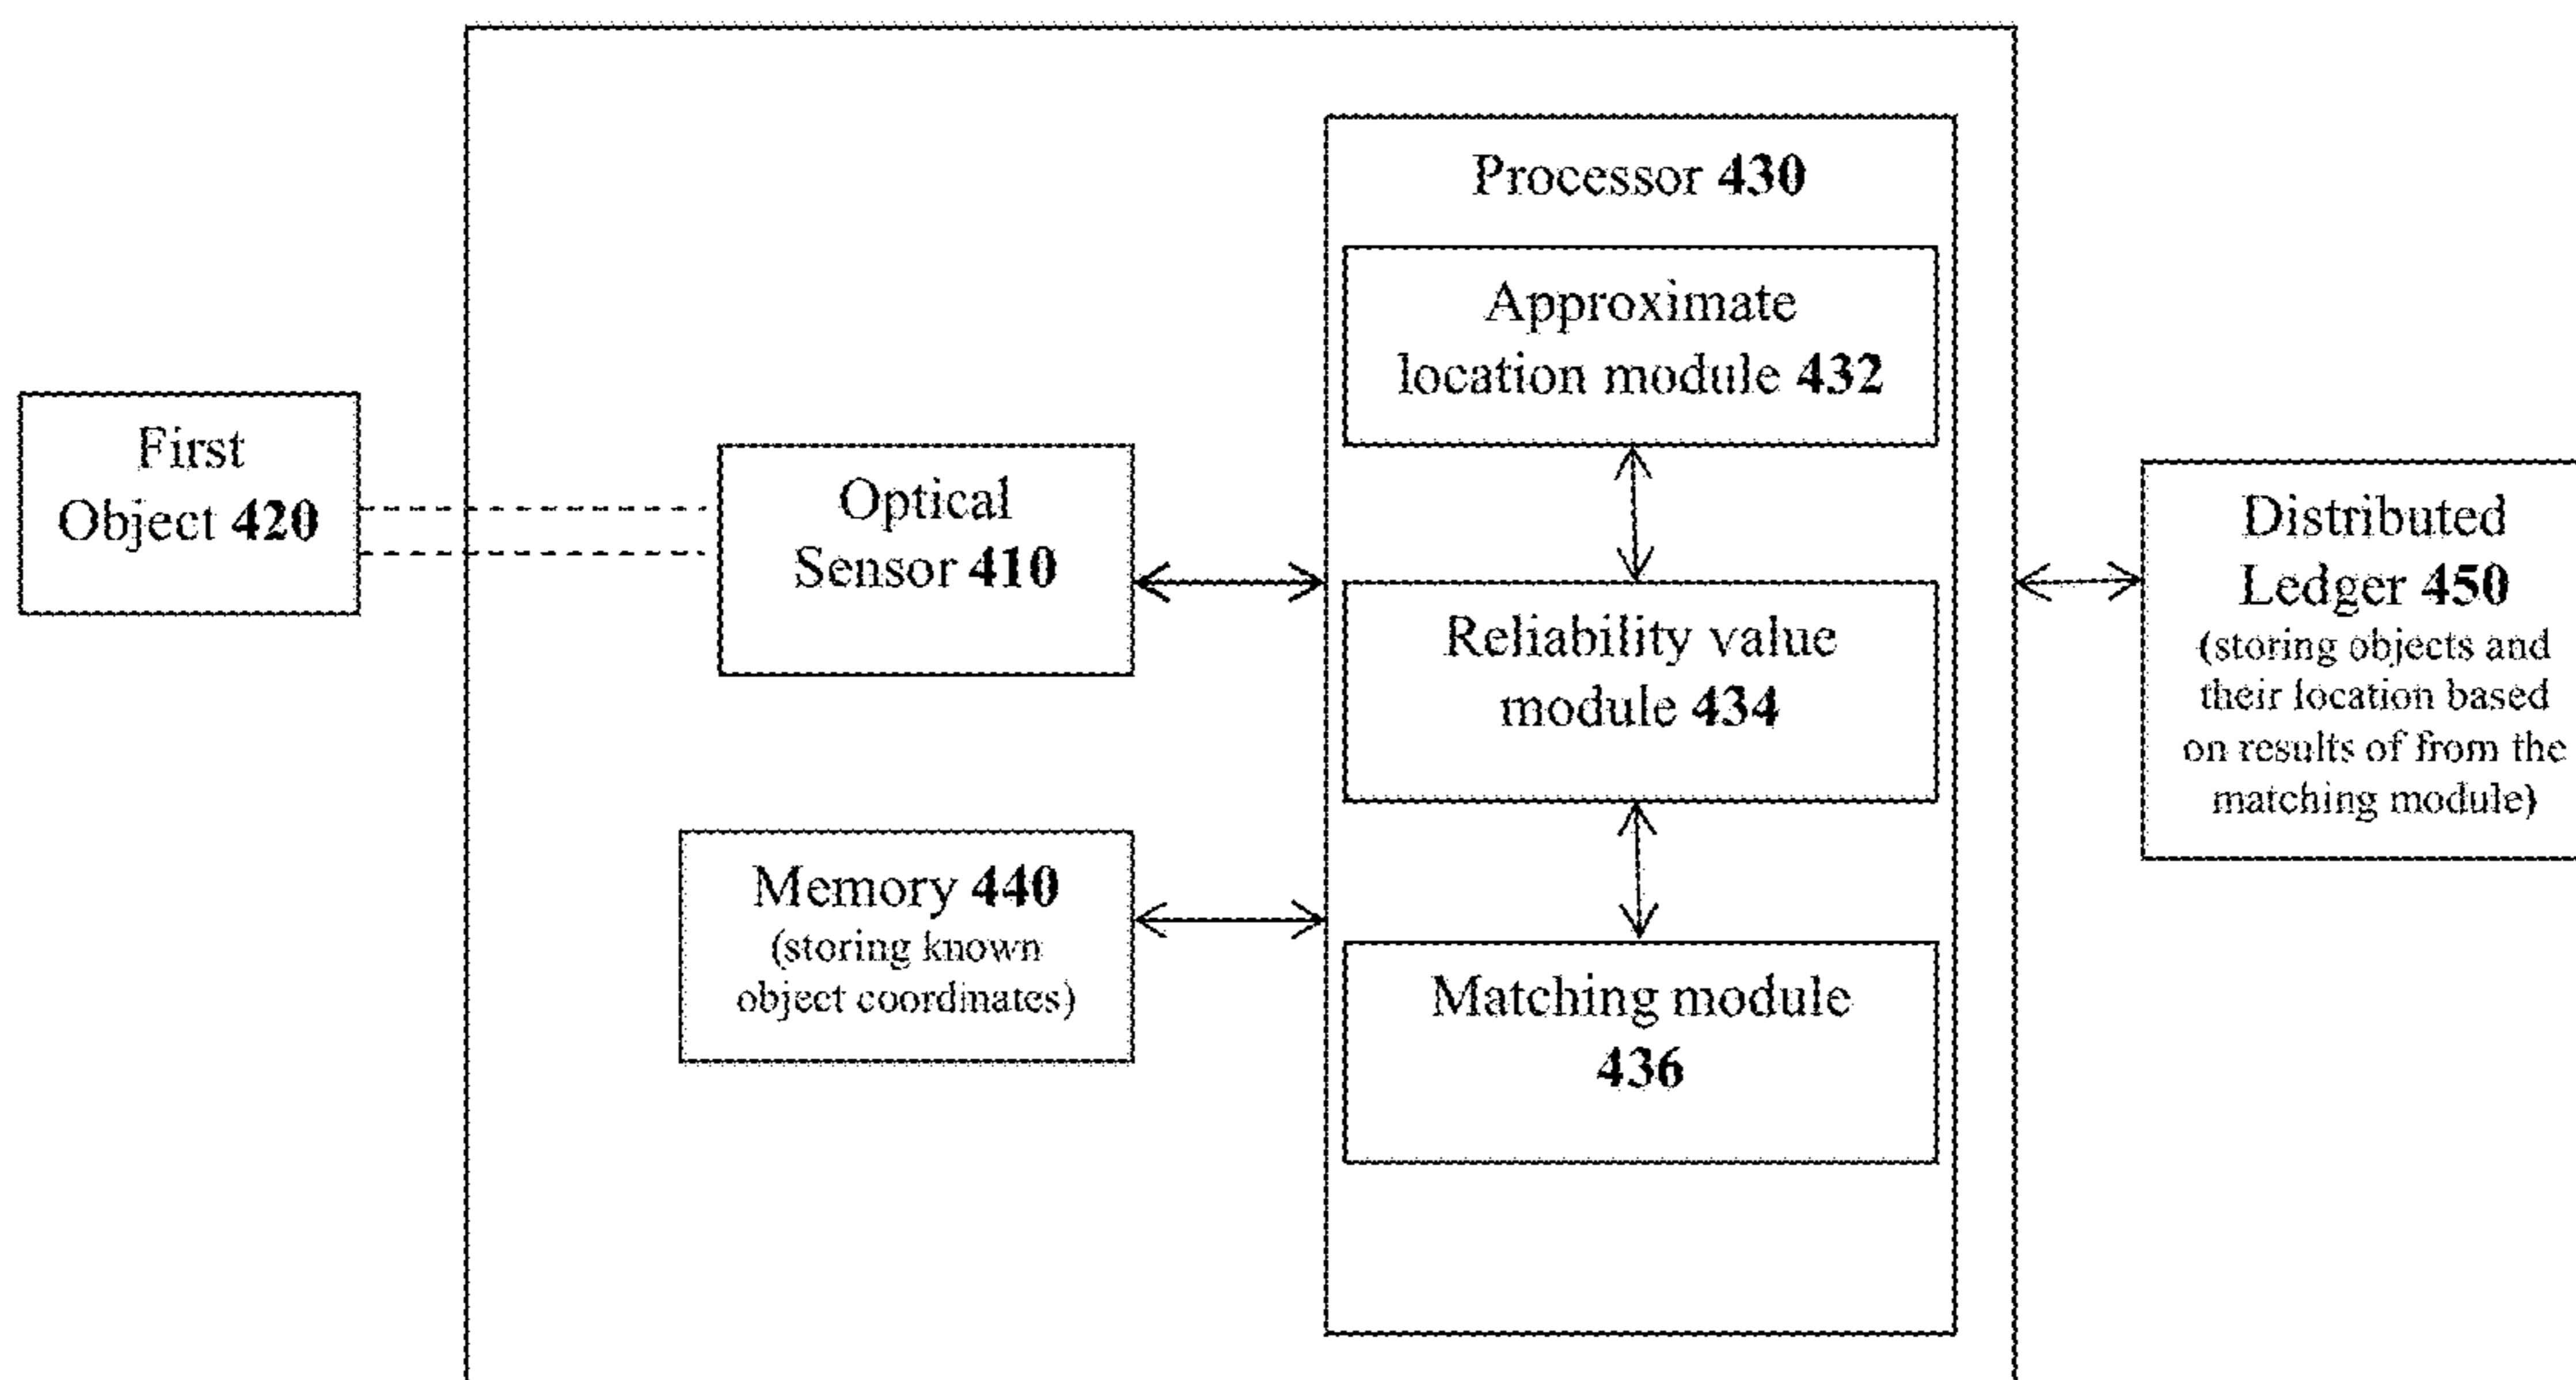 First
Object 420
Optical
Sensor 410
Memory 440
(storing known
object coordinates)
Processor 430
Approximate
location module 432
Reliability value
module 434
Matching module
436
Distributed
Ledger 450
(storing objects and
their location based
on results of from the
matching module)